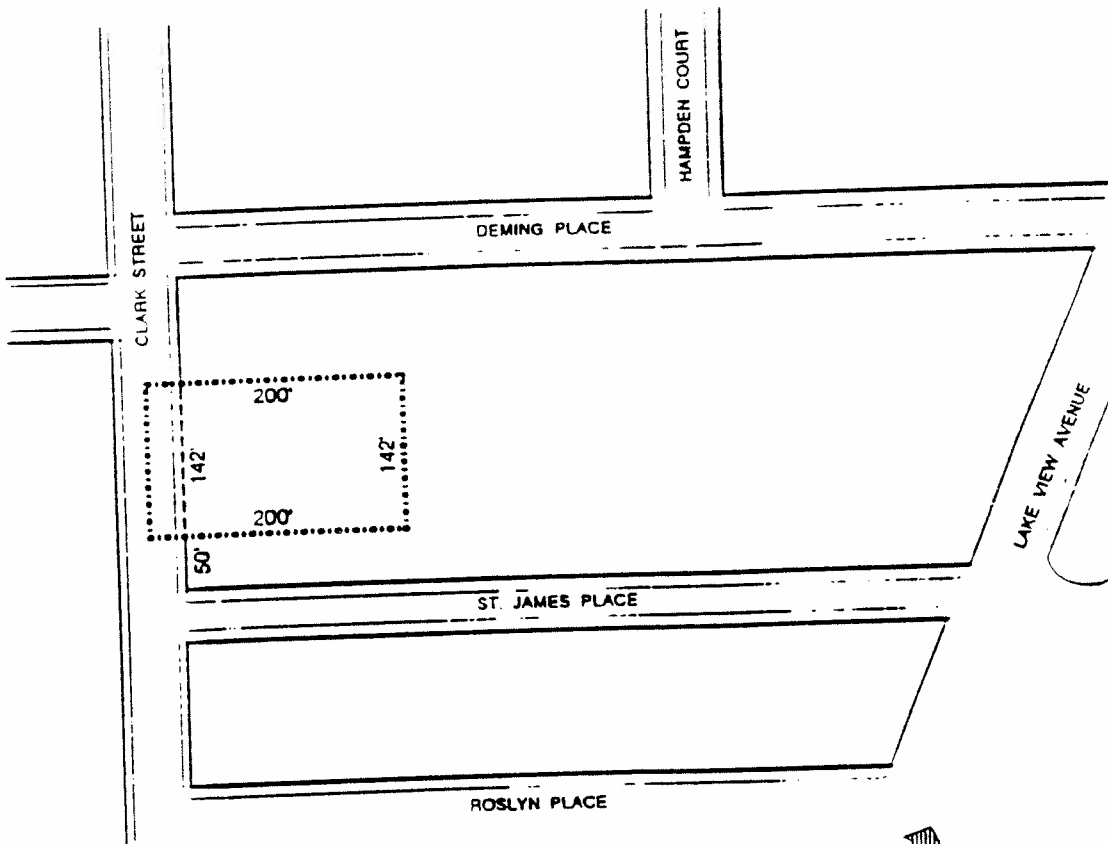 HAMPDEN COURT
DEMING PLACE
CLARK STREET
200'
142'
142'
200'
50'
LAKE VIEW AVENUE
ST. JAMES PLACE
ROSLYN PLACE